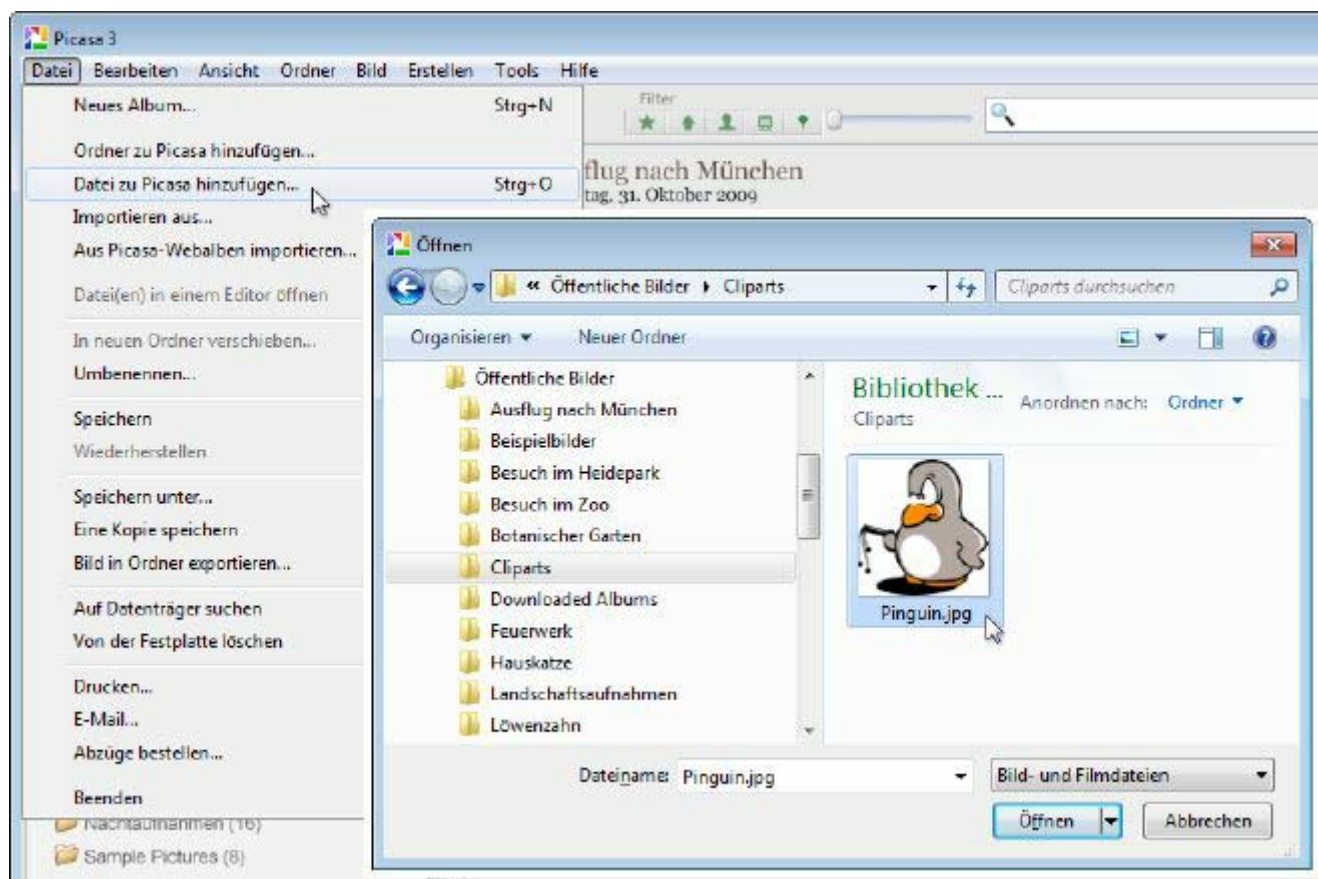 Picasa 3
Datei Bearbeiten Ansicht Ordner Bild Erstellen Tools Hilfe
Neues Album... Strg+N
Ordner zu Picasa hinzufügen...
Datei zu Picasa hinzufügen... Strg+O
Importieren aus...
Aus Picasa-Webalben importieren...
Datei(en) in einem Editor öffnen
In neuen Ordner verschieben...
Umbenennen...
Speichern
Wiederherstellen
Speichern unter...
Eine Kopie speichern
Bild in Ordner exportieren...
Auf Datenträger suchen
Von der Festplatte löschen
Drucken...
E-Mail...
Abzüge bestellen...
Beenden
Nachtaufnahmen (16)
Sample Pictures (8)
Filter
flug nach München
tag, 31. Oktober 2009
Öffnen
« Öffentliche Bilder Cliparts
Cliparts durchsuchen
Organisieren Neuer Ordner
Öffentliche Bilder
Ausflug nach München
Beispielbilder
Besuch im Heidepark
Besuch im Zoo
Botanischer Garten
Cliparts
Downloaded Albums
Feuerwerk
Hauskatze
Landschaftsaufnahmen
Löwenzahn
Bibliothek ...
Cliparts
Anordnen nach: Ordner
Pinguin.jpg
Dateiname: Pinguin.jpg
Bild- und Filmdateien
Öffnen Abbrechen